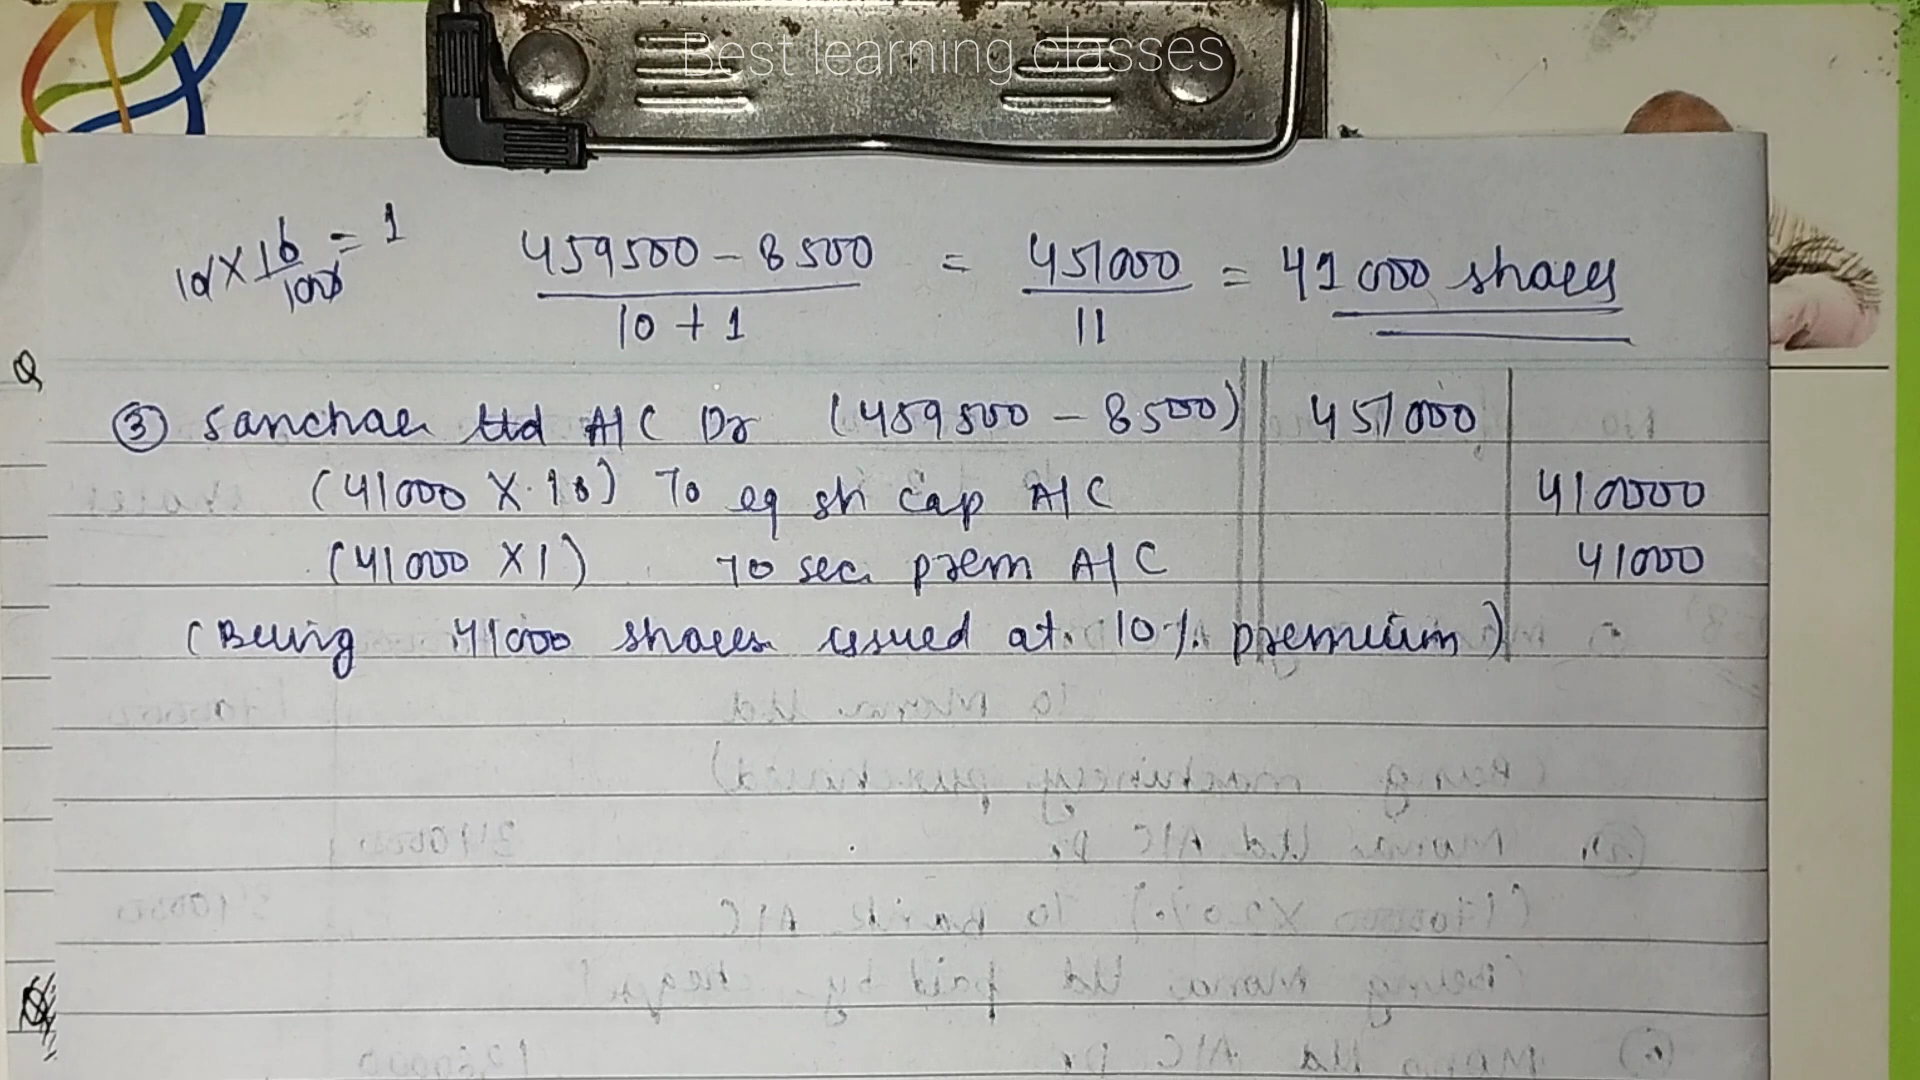 Best learning classes
10 × 10/100 = 1
459500 - 8500 / 10 + 1 = 451000 / 11 = 41000 shares
Q
③ Sanchar ltd A/C Dr (459500 - 8500) 451000
(41000 × 10) To eq sh cap A/C 410000
(41000 × 1) To sec. prem A/C 41000
(Being 41000 shares issued at 10% premium)